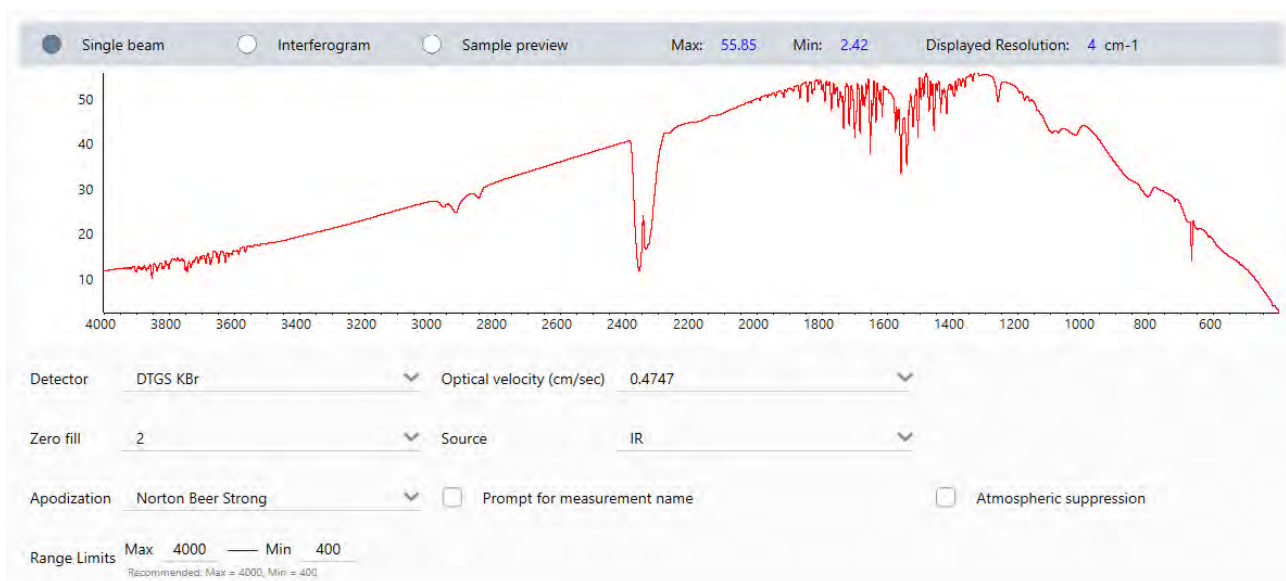 Single beam Interferogram Sample preview Max: 55.85 Min: 2.42 Displayed Resolution: 4 cm-1
50
40
30
20
10
4000 3800 3600 3400 3200 3000 2800 2600 2400 2200 2000 1800 1600 1400 1200 1000 800 600
Detector DTGS KBr Optical velocity (cm/sec) 0.4747
Zero fill 2 Source IR
Apodization Norton Beer Strong Prompt for measurement name Atmospheric suppression
Range Limits Max 4000 — Min 400
Recommended: Max = 4000, Min = 400